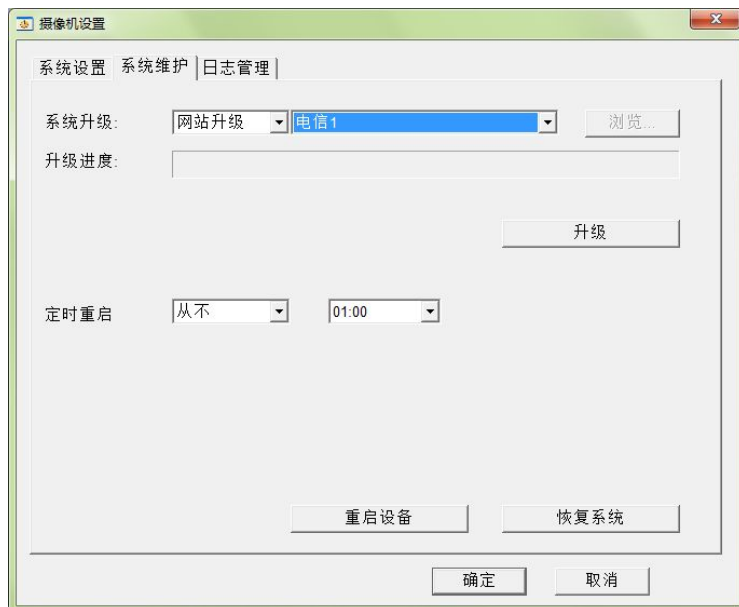 摄像机设置
系统设置 系统维护 日志管理
系统升级: 网站升级 电信1 浏览...
升级进度:
升级
定时重启 从不 01:00
重启设备 恢复系统
确定 取消